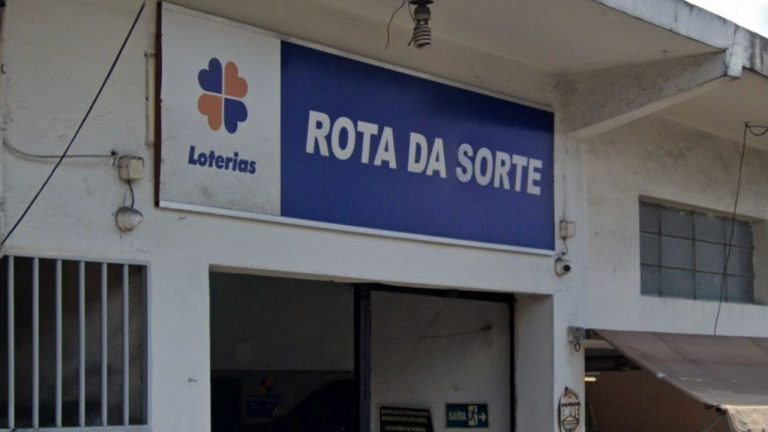 Loterias
ROTA DA SORTE
SAÍDA